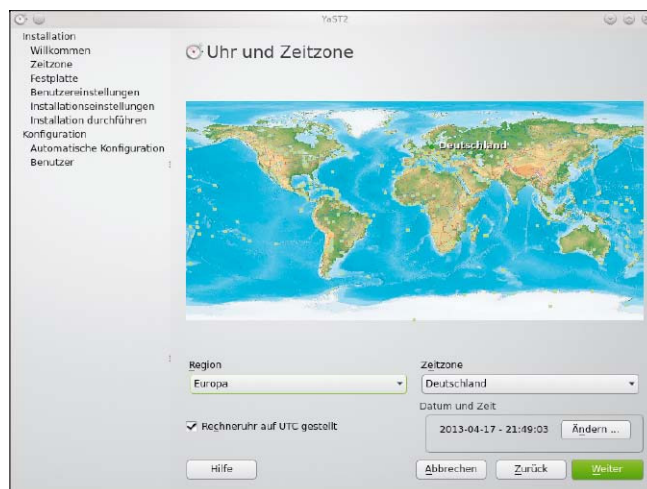 YaST2
Installation
Willkommen
Zeitzone
Festplatte
Benutzereinstellungen
Installationseinstellungen
Installation durchführen
Konfiguration
Automatische Konfiguration
Benutzer
Uhr und Zeitzone
Deutschland
Region
Europa
Zeitzone
Deutschland
Rechneruhr auf UTC gestellt
Datum und Zeit
2013-04-17 - 21:49:03
Ändern ...
Hilfe
Abbrechen
Zurück
Weiter